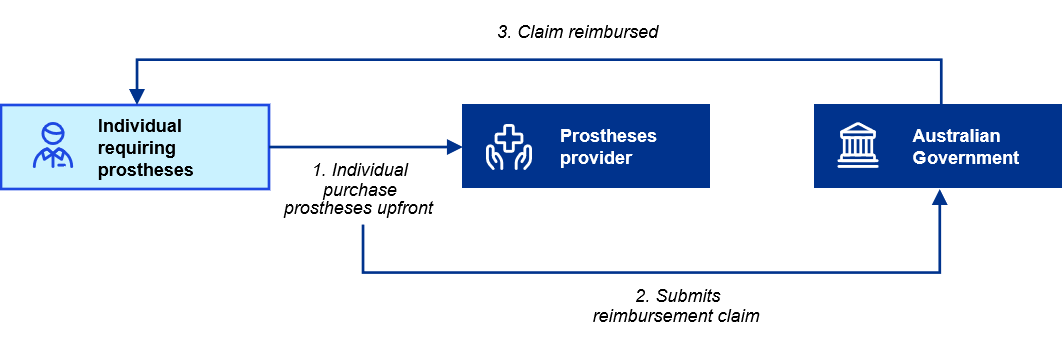 3. Claim reimbursed
Individual
requiring
prostheses
Prostheses
provider
Australian
Government
1. Individual
purchase
prostheses upfront
2. Submits
reimbursement claim